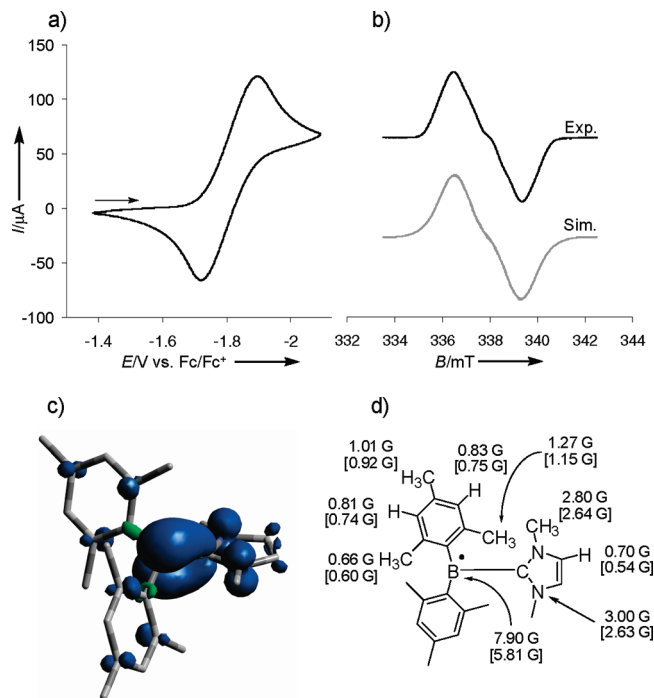 a)
150
100
50
0
-50
-100
I/µA
-1.4 -1.6 -1.8 -2
E/V vs. Fc/Fc⁺
b)
Exp.
Sim.
332 334 336 338 340 342 344
B/mT
c)
d)
1.01 G
[0.92 G]
0.83 G
[0.75 G]
1.27 G
[1.15 G]
H₃C
H
0.81 G
[0.74 G]
H
CH₃
2.80 G
[2.64 G]
CH₃
N
H
0.70 G
[0.54 G]
0.66 G
[0.60 G]
H₃C
B
N
7.90 G
[5.81 G]
3.00 G
[2.63 G]